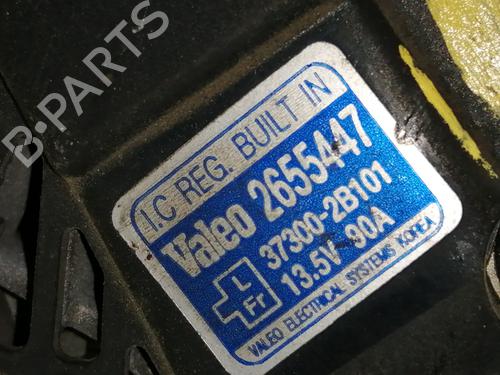 B-PARTS
I.C REG. BUILT IN
Valeo 2655447
37300-2B101
13.5V 90A
L
Fr
VALEO ELECTRICAL SYSTEMS KOREA